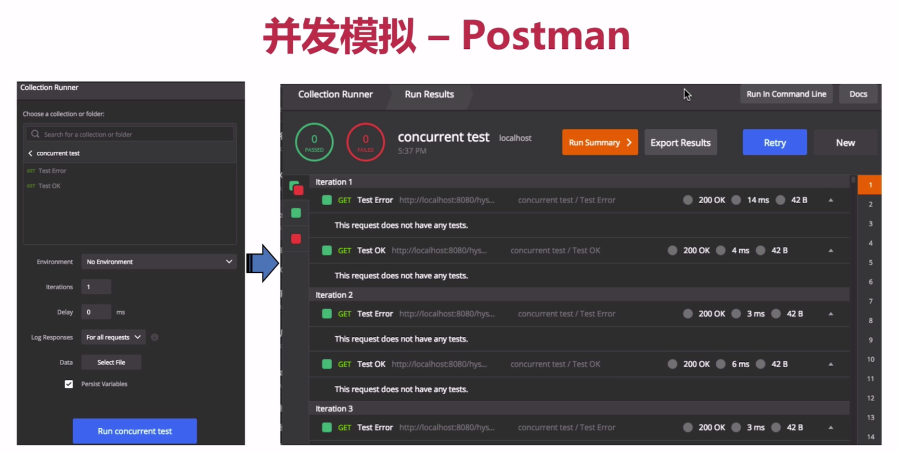 并发模拟 – Postman
Collection Runner
Choose a collection or folder:
Search for a collection or folder
concurrent test
GET Test Error
GET Test OK
Environment No Environment
Iterations 1
Delay 0 ms
Log Responses For all requests
Data Select File
Persist Variables
Run concurrent test
Collection Runner Run Results Run In Command Line Docs
0 PASSED 0 FAILED concurrent test localhost
5:37 PM
Run Summary Export Results Retry New
Iteration 1
GET Test Error http://localhost:8080/hys... concurrent test / Test Error 200 OK 14 ms 42 B
This request does not have any tests.
GET Test OK http://localhost:8080/hys... concurrent test / Test OK 200 OK 4 ms 42 B
This request does not have any tests.
Iteration 2
GET Test Error http://localhost:8080/hys... concurrent test / Test Error 200 OK 3 ms 42 B
This request does not have any tests.
GET Test OK http://localhost:8080/hys... concurrent test / Test OK 200 OK 6 ms 42 B
This request does not have any tests.
Iteration 3
GET Test Error http://localhost:8080/hys... concurrent test / Test Error 200 OK 3 ms 42 B
1
2
3
4
5
6
7
8
9
10
11
12
13
14